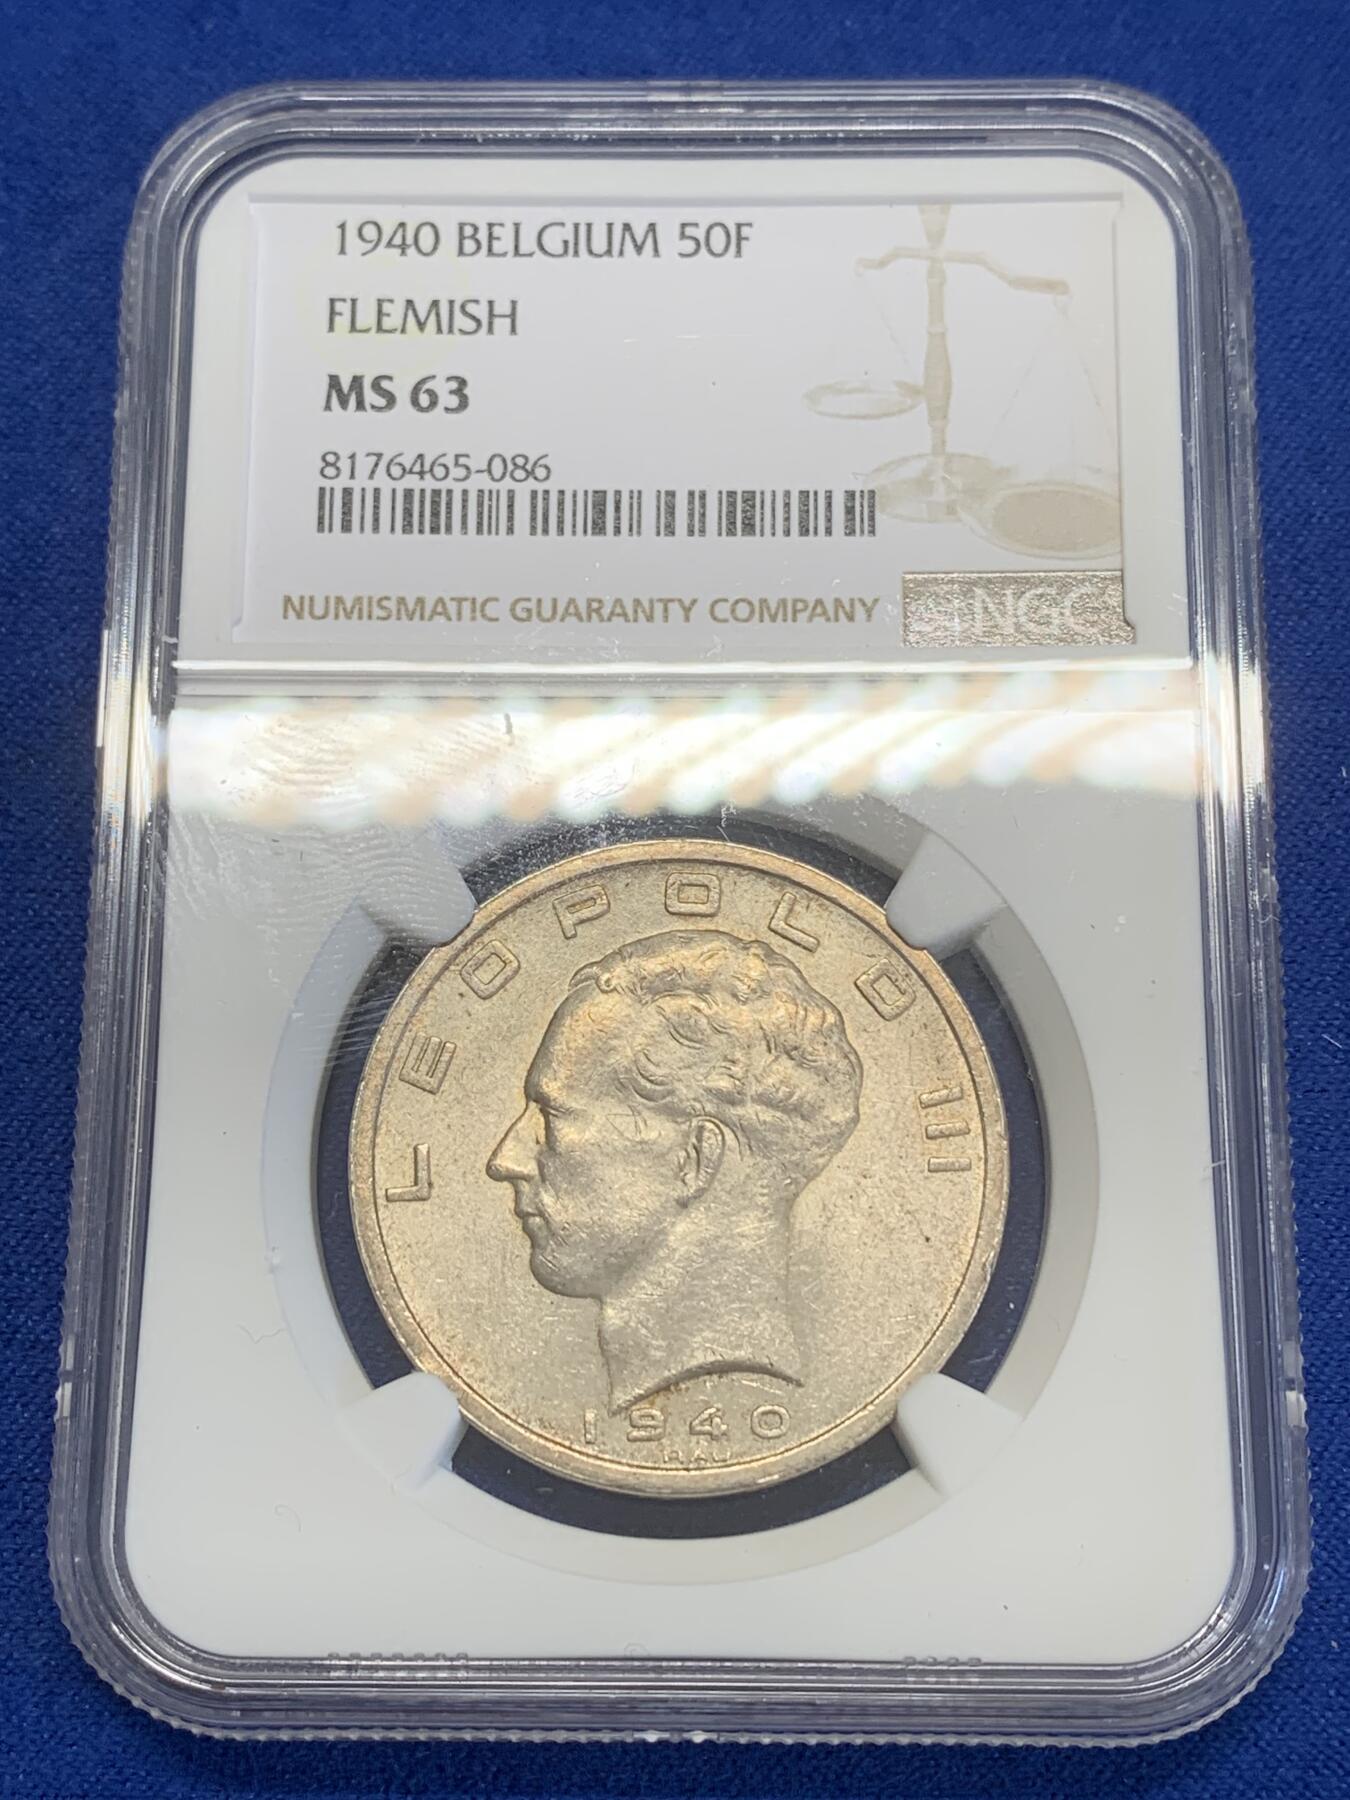 1940 BELGIUM 50F
FLEMISH
MS 63
8176465-086
NUMISMATIC GUARANTY COMPANY
NGC
LEOPOLD III
1940
RAU